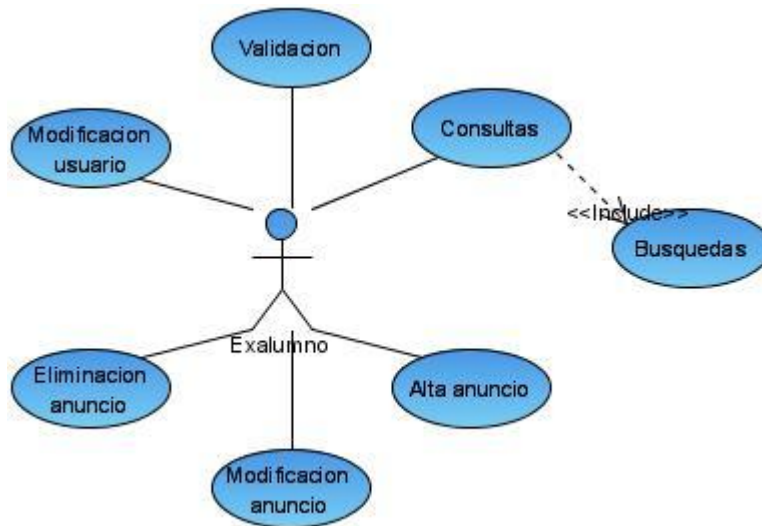 Validacion
Modificacion
usuario
Consultas
<<Include>>
Busquedas
Exalumno
Eliminacion
anuncio
Alta anuncio
Modificacion
anuncio